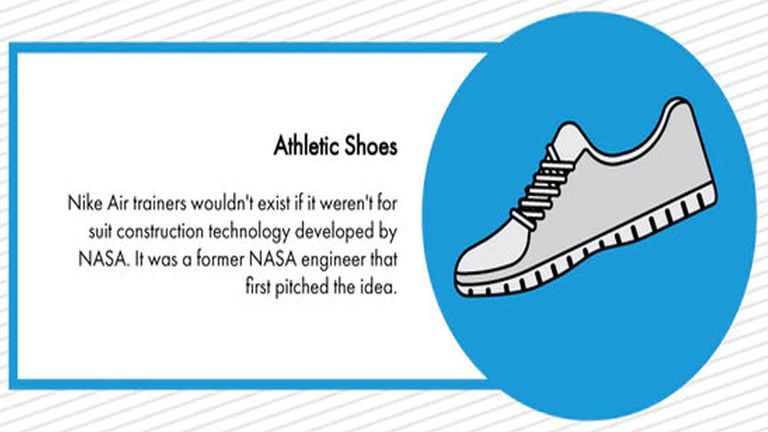 Athletic Shoes
Nike Air trainers wouldn't exist if it weren't for
suit construction technology developed by
NASA. It was a former NASA engineer that
first pitched the idea.